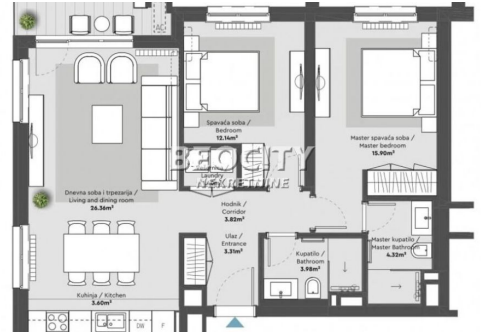 Spavaća soba /
Bedroom
12.14m²
Master spavaća soba /
Master bedroom
15.90m²
BEOCITY
NEKRETNINE
Laundry
Dnevna soba i trpezarija /
Living and dining room
26.36m²
Hodnik /
Corridor
3.82m²
Ulaz /
Entrance
3.31m²
Kupatilo /
Bathroom
3.98m²
Master kupatilo /
Master Bathroom
4.32m²
Kuhinja / Kitchen
3.60m²
DW
F